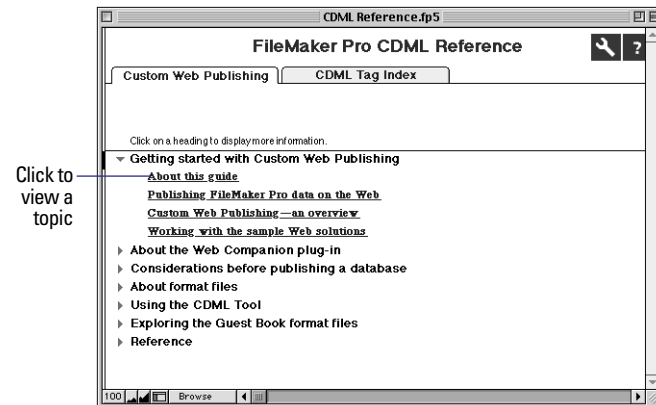 CDML Reference.fp5
FileMaker Pro CDML Reference
?
Custom Web Publishing
CDML Tag Index
Click on a heading to display more information.
Getting started with Custom Web Publishing
About this guide
Publishing FileMaker Pro data on the Web
Custom Web Publishing—an overview
Working with the sample Web solutions
About the Web Companion plug-in
Considerations before publishing a database
About format files
Using the CDML Tool
Exploring the Guest Book format files
Reference
Click to
view a
topic
100
Browse